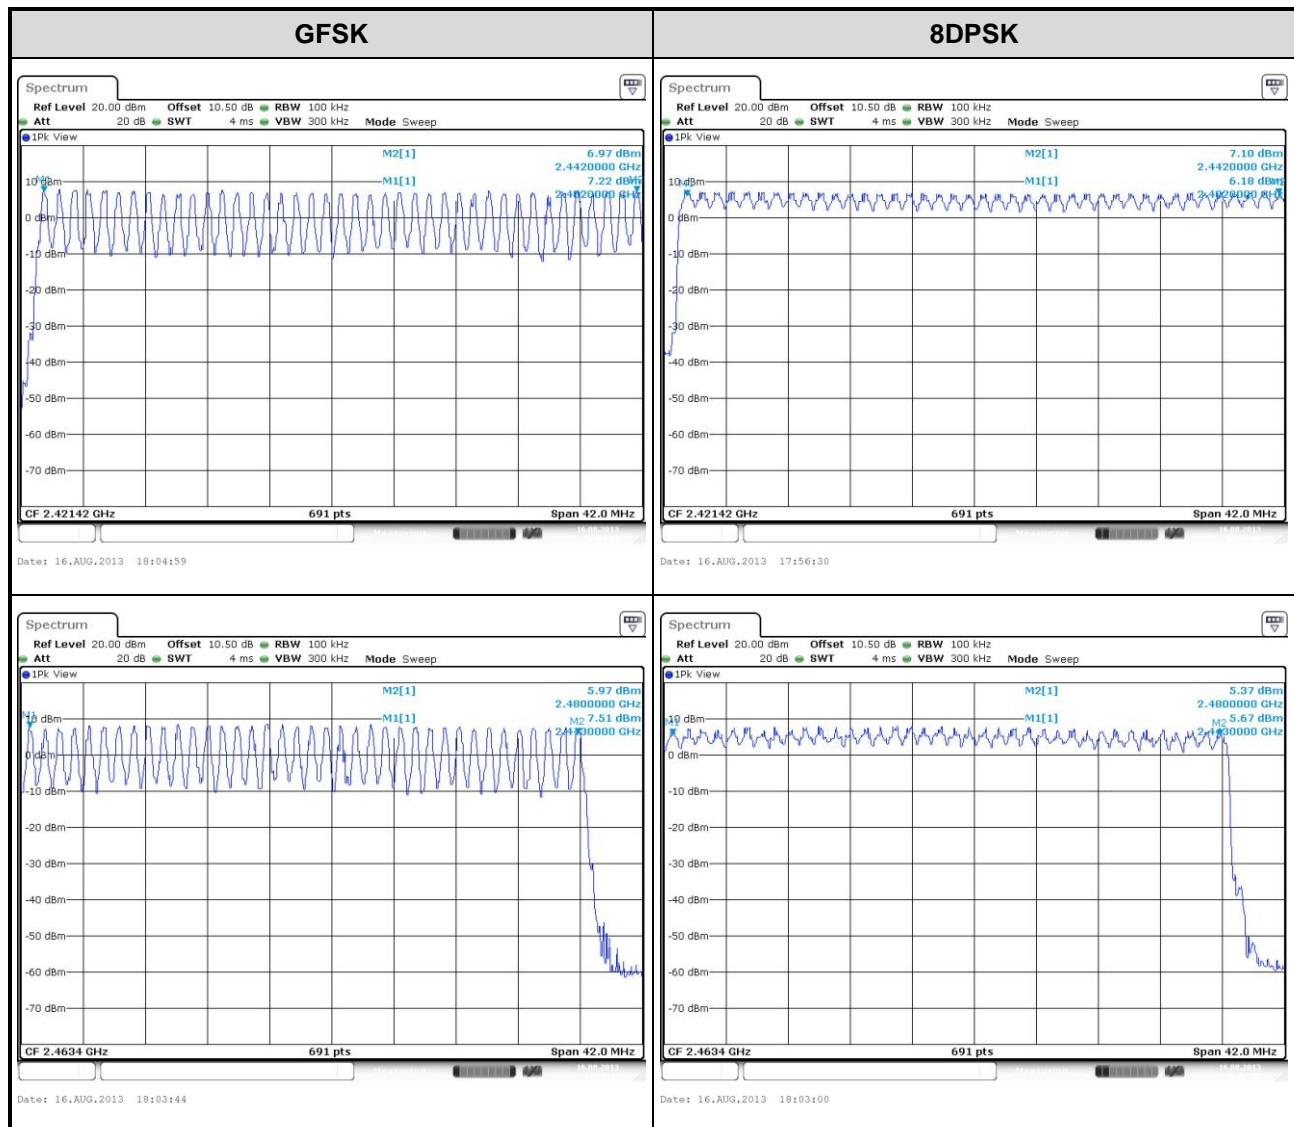 GFSK
8DPSK
Spectrum
Ref Level 20.00 dBm Offset 10.50 dB RBW 100 kHz
Att 20 dB SWT 4 ms VBW 300 kHz Mode Sweep
1Pk View
M2[1] 6.97 dBm
2.4420000 GHz
M1[1] 7.22 dBm
10 dBm
0 dBm
-10 dBm
-20 dBm
-30 dBm
-40 dBm
-50 dBm
-60 dBm
-70 dBm
CF 2.42142 GHz 691 pts Span 42.0 MHz
Date: 16.AUG.2013 18:04:59
Spectrum
Ref Level 20.00 dBm Offset 10.50 dB RBW 100 kHz
Att 20 dB SWT 4 ms VBW 300 kHz Mode Sweep
1Pk View
M2[1] 7.10 dBm
2.4420000 GHz
M1[1] 6.18 dBm
10 dBm
0 dBm
-10 dBm
-20 dBm
-30 dBm
-40 dBm
-50 dBm
-60 dBm
-70 dBm
CF 2.42142 GHz 691 pts Span 42.0 MHz
Date: 16.AUG.2013 17:56:30
Spectrum
Ref Level 20.00 dBm Offset 10.50 dB RBW 100 kHz
Att 20 dB SWT 4 ms VBW 300 kHz Mode Sweep
1Pk View
M2[1] 5.97 dBm
2.4800000 GHz
M1[1] 7.51 dBm
M1
M2
10 dBm
0 dBm
-10 dBm
-20 dBm
-30 dBm
-40 dBm
-50 dBm
-60 dBm
-70 dBm
CF 2.4634 GHz 691 pts Span 42.0 MHz
Date: 16.AUG.2013 18:03:44
Spectrum
Ref Level 20.00 dBm Offset 10.50 dB RBW 100 kHz
Att 20 dB SWT 4 ms VBW 300 kHz Mode Sweep
1Pk View
M2[1] 5.37 dBm
2.4800000 GHz
M1[1] 5.67 dBm
M1
M2
10 dBm
0 dBm
-10 dBm
-20 dBm
-30 dBm
-40 dBm
-50 dBm
-60 dBm
-70 dBm
CF 2.4634 GHz 691 pts Span 42.0 MHz
Date: 16.AUG.2013 18:03:00